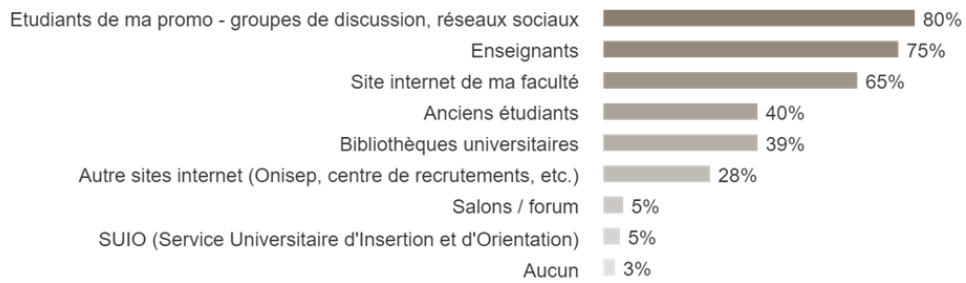 Etudiants de ma promo - groupes de discussion, réseaux sociaux 80%
Enseignants 75%
Site internet de ma faculté 65%
Anciens étudiants 40%
Bibliothèques universitaires 39%
Autre sites internet (Onisep, centre de recrutements, etc.) 28%
Salons / forum 5%
SUIO (Service Universitaire d'Insertion et d'Orientation) 5%
Aucun 3%